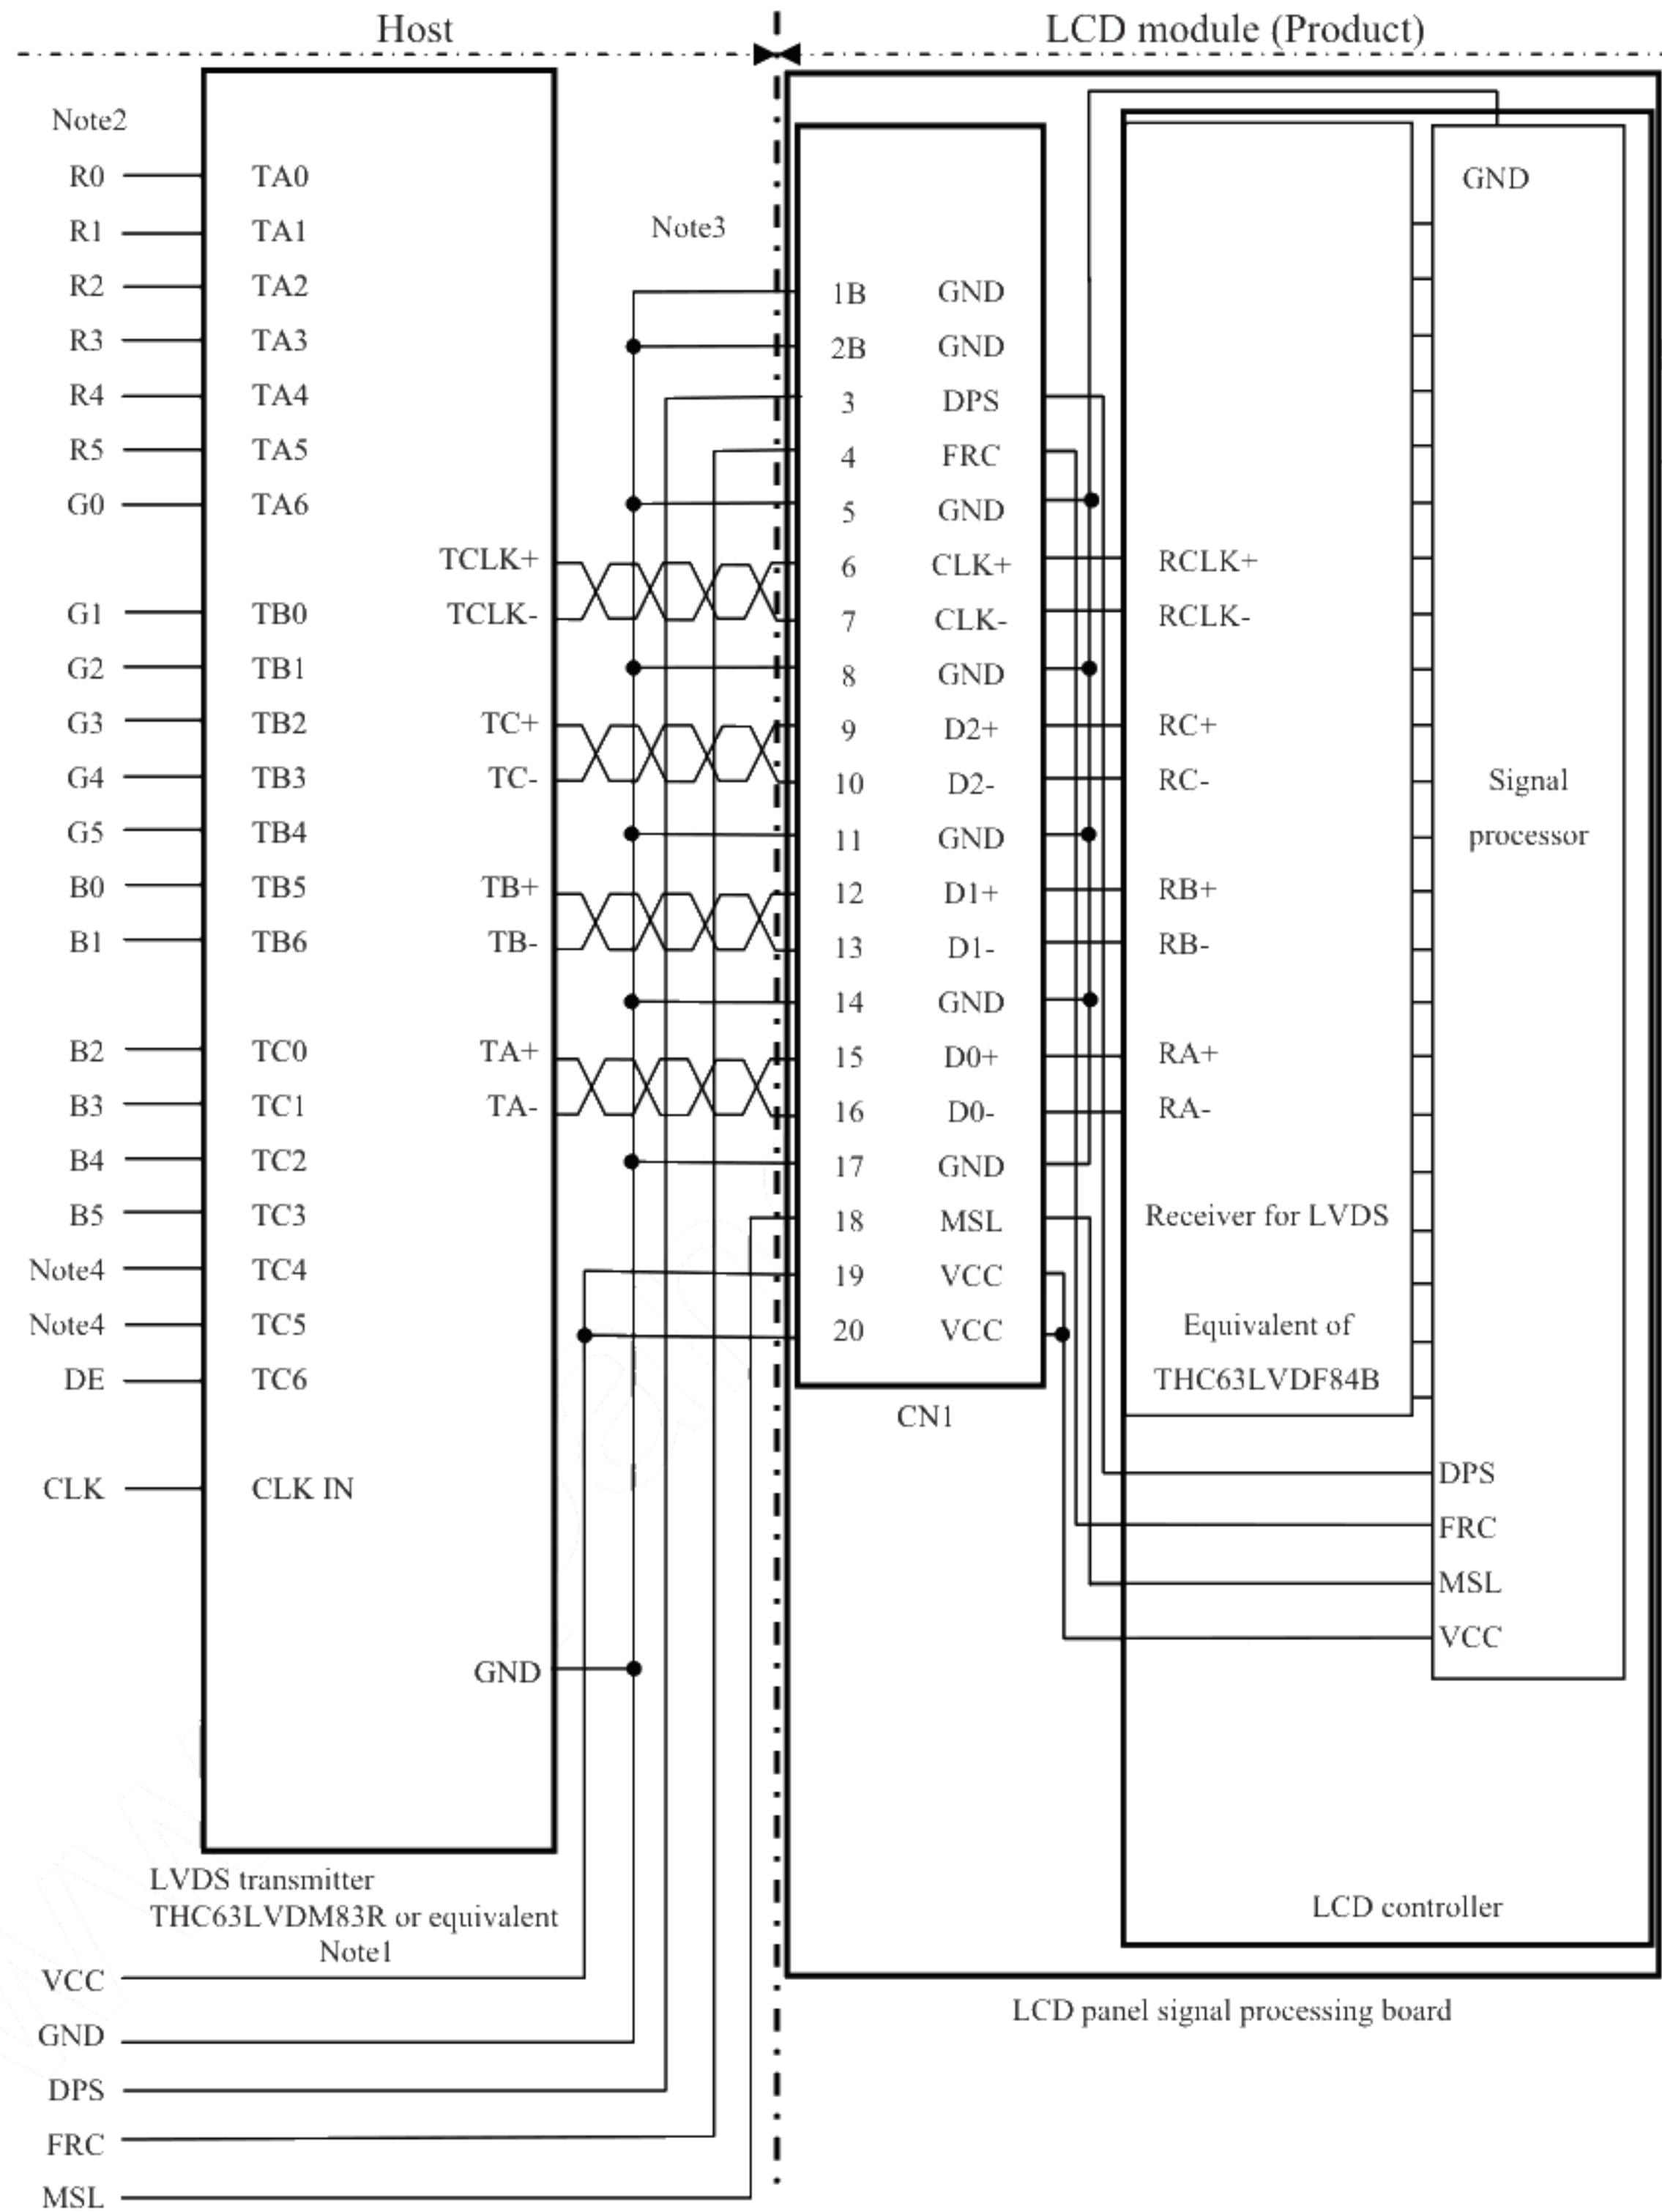 Host
LCD module (Product)
Note2
R0 TA0
R1 TA1
R2 TA2
R3 TA3
R4 TA4
R5 TA5
G0 TA6
TCLK+
G1 TB0 TCLK-
G2 TB1
G3 TB2 TC+
G4 TB3 TC-
G5 TB4
B0 TB5 TB+
B1 TB6 TB-
B2 TC0 TA+
B3 TC1 TA-
B4 TC2
B5 TC3
Note4 TC4
Note4 TC5
DE TC6
CLK CLK IN
GND
LVDS transmitter
THC63LVDM83R or equivalent
Note1
VCC
GND
DPS
FRC
MSL
Note3
1B GND
2B GND
3 DPS
4 FRC
5 GND
6 CLK+
7 CLK-
8 GND
9 D2+
10 D2-
11 GND
12 D1+
13 D1-
14 GND
15 D0+
16 D0-
17 GND
18 MSL
19 VCC
20 VCC
CN1
RCLK+
RCLK-
RC+
RC-
RB+
RB-
RA+
RA-
Receiver for LVDS
Equivalent of
THC63LVDF84B
GND
Signal
processor
DPS
FRC
MSL
VCC
LCD controller
LCD panel signal processing board